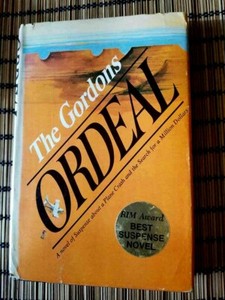 The Gordons
ORDEAL
A novel of Suspense about a Plane Crash and the Search for a Million Dollars
RIM Award
BEST
SUSPENSE
NOVEL